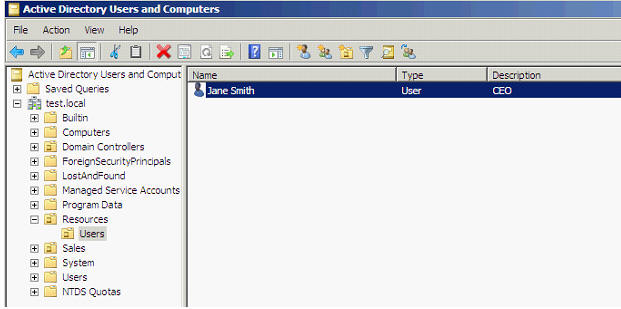 Active Directory Users and Computers
File Action View Help
Active Directory Users and Comput
Name Type Description
Saved Queries
Jane Smith User CEO
test.local
Builtin
Computers
Domain Controllers
ForeignSecurityPrincipals
LostAndFound
Managed Service Accounts
Program Data
Resources
Users
Sales
System
Users
NTDS Quotas